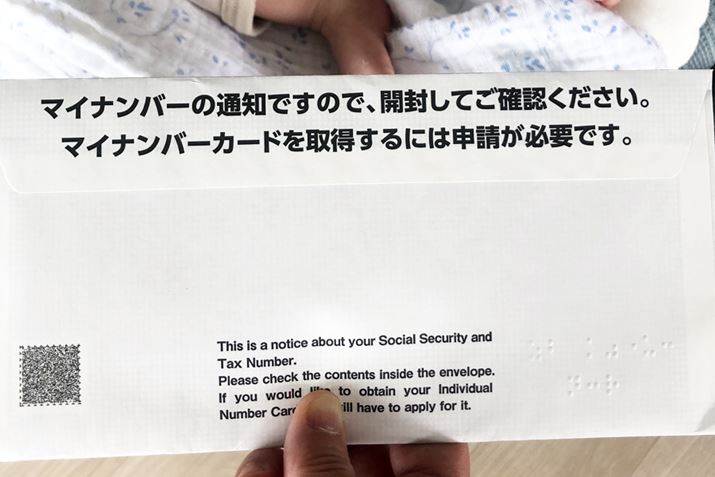 マイナンバーの通知ですので、開封してご確認ください。
マイナンバーカードを取得するには申請が必要です。
This is a notice about your Social Security and
Tax Number.
Please check the contents inside the envelope.
If you would to obtain your Individual
Number have to apply for it.